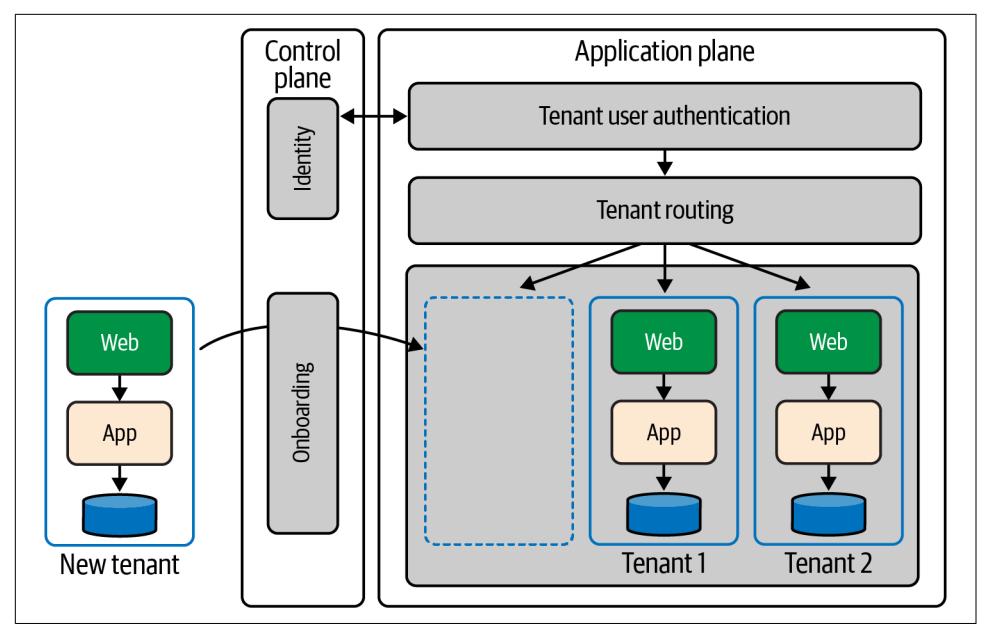 Control
plane
Application plane
Identity
Tenant user authentication
Tenant routing
Onboarding
Web
App
New tenant
Web
App
Tenant 1
Web
App
Tenant 2